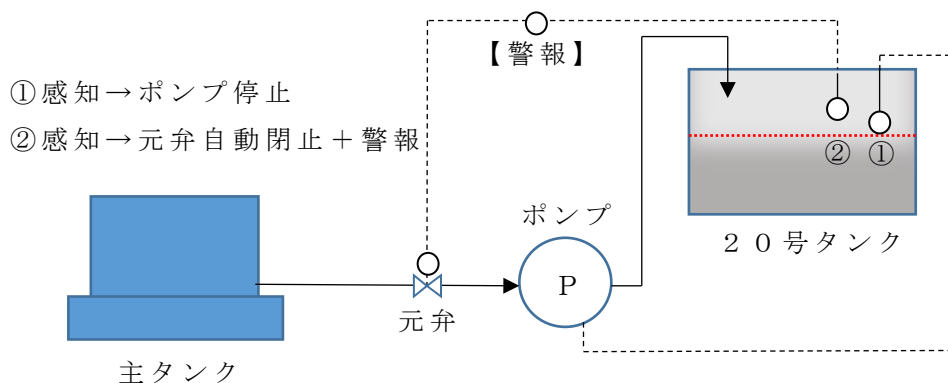 【警報】
①感知→ポンプ停止
②感知→元弁自動閉止＋警報
② ①
ポンプ
２０号タンク
P
元弁
主タンク